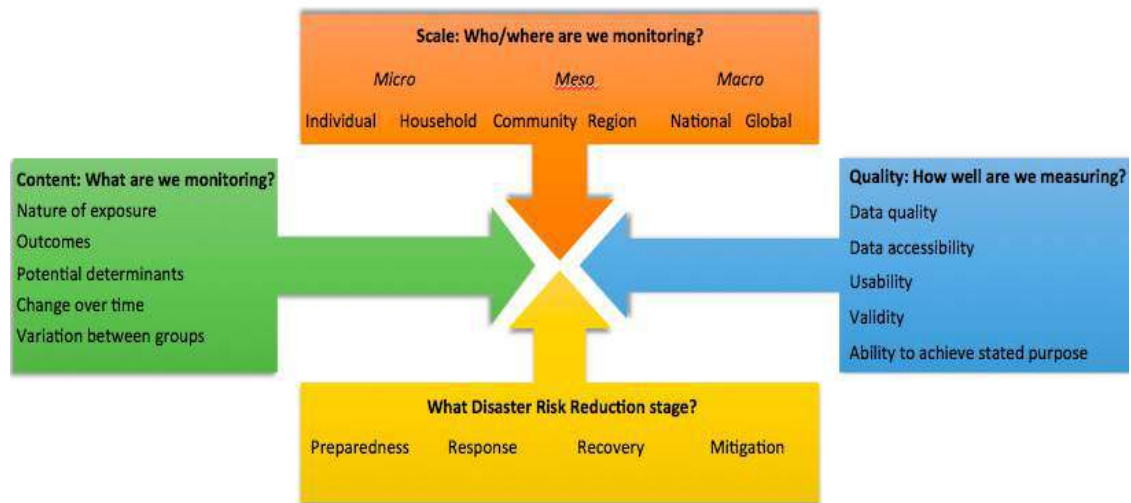 Scale: Who/where are we monitoring?
Micro Meso Macro
Individual Household Community Region National Global
Content: What are we monitoring?
Nature of exposure
Outcomes
Potential determinants
Change over time
Variation between groups
Quality: How well are we measuring?
Data quality
Data accessibility
Usability
Validity
Ability to achieve stated purpose
What Disaster Risk Reduction stage?
Preparedness Response Recovery Mitigation